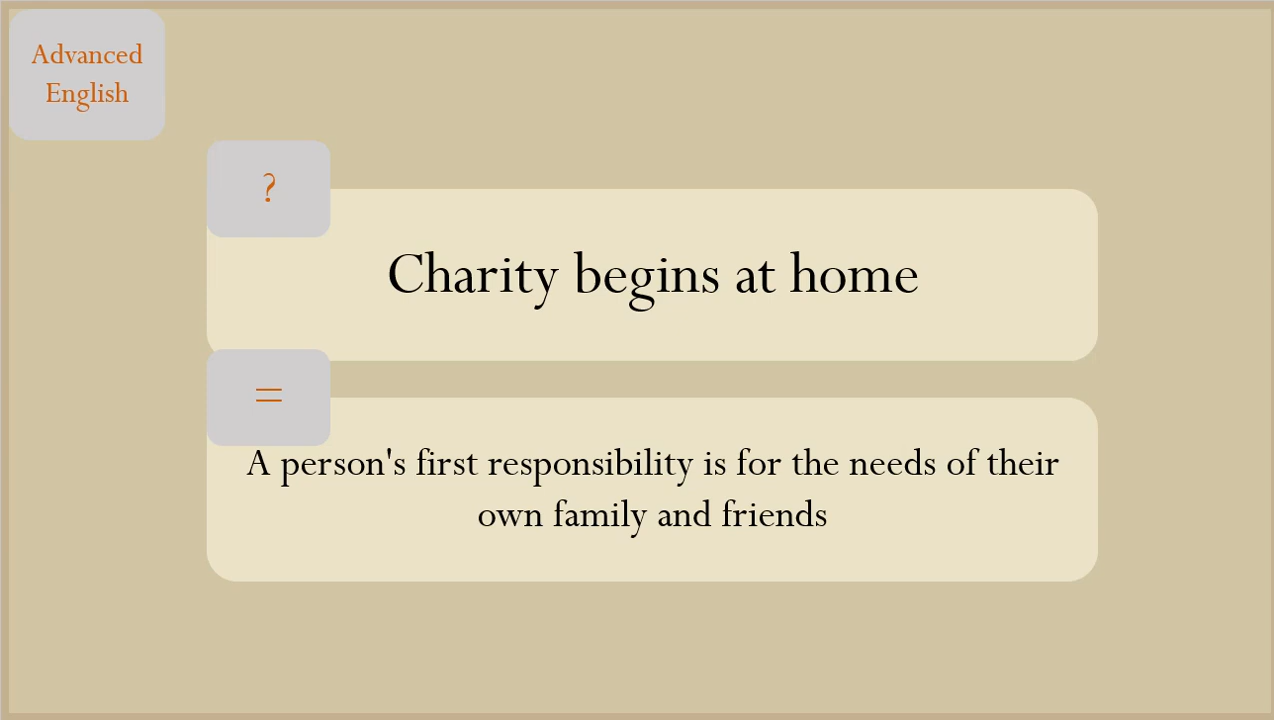 Advanced
English
?
Charity begins at home
=
A person's first responsibility is for the needs of their
own family and friends